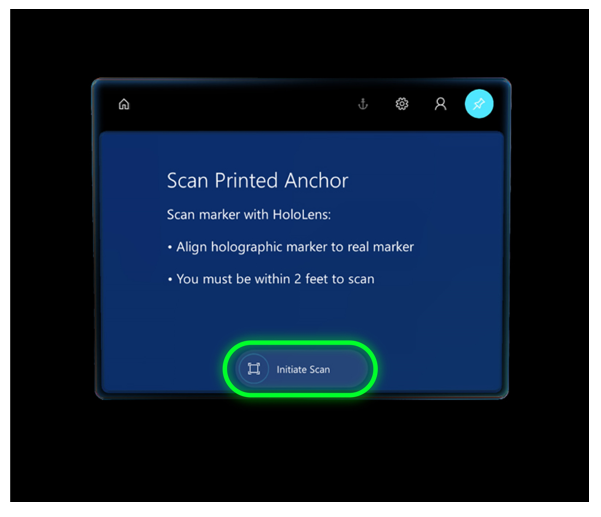 Scan Printed Anchor
Scan marker with HoloLens:
• Align holographic marker to real marker
• You must be within 2 feet to scan
Initiate Scan